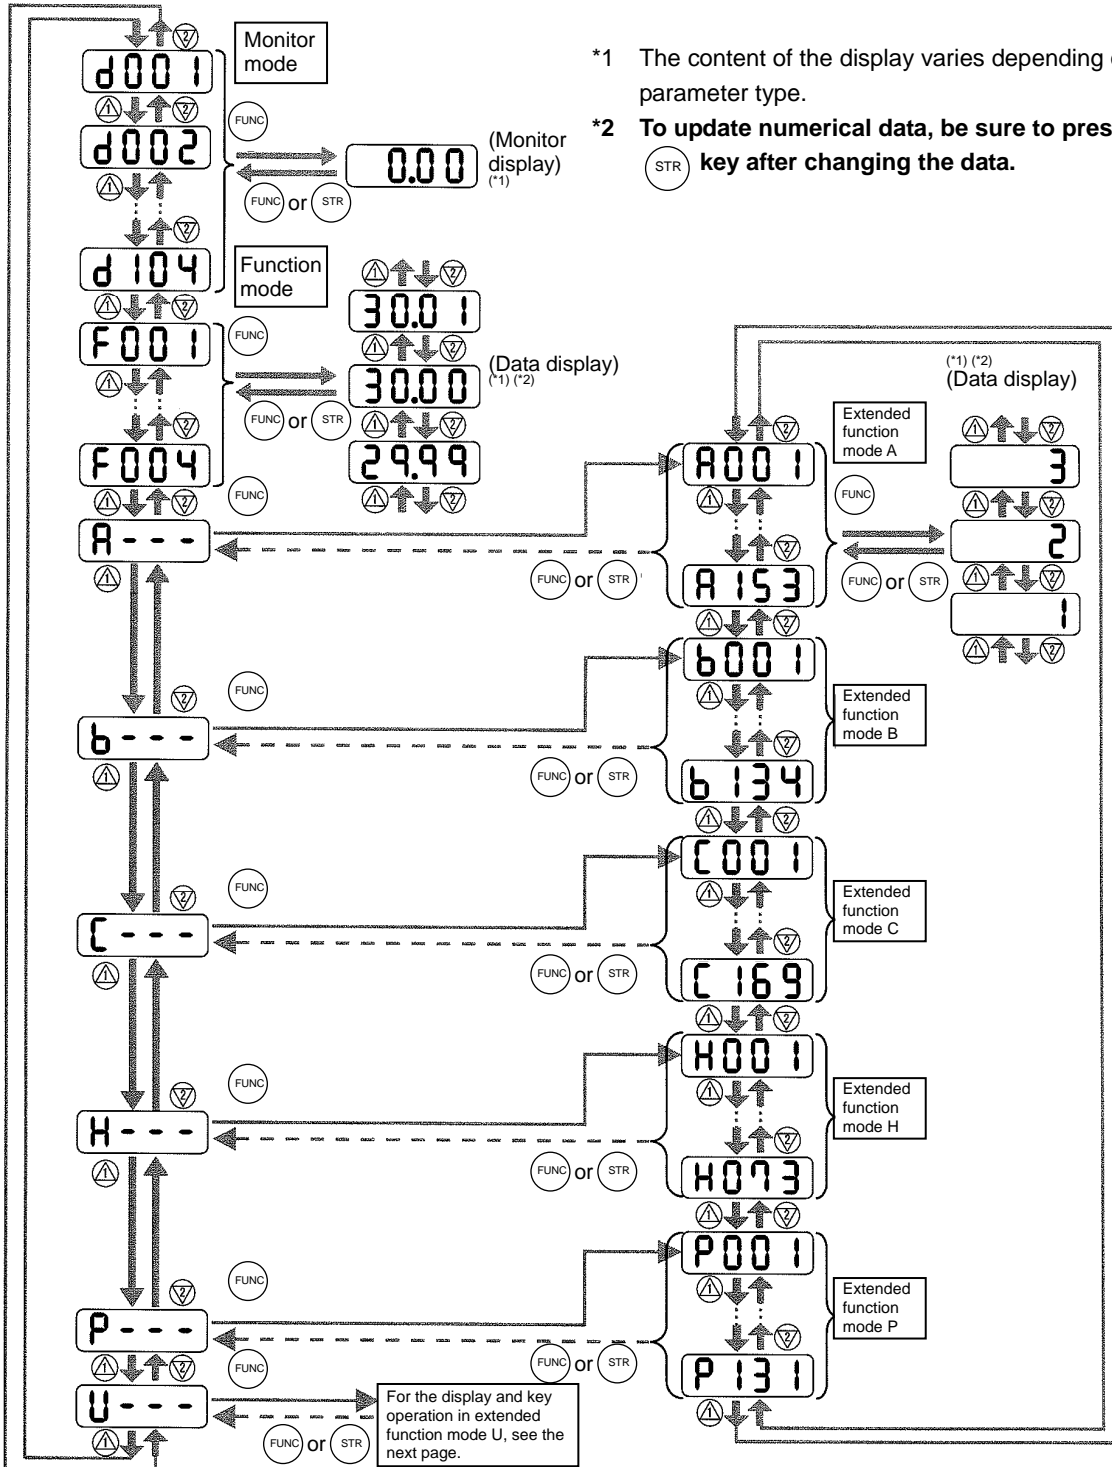 Monitor
mode
*1 The content of the display varies depending
parameter type.
*2 To update numerical data, be sure to pres
STR key after changing the data.
d001
FUNC
d002
0.00
(Monitor
display)
(*1)
FUNC or STR
d104
Function
mode
30.01
F001
FUNC
30.00
(Data display)
(*1) (*2)
FUNC or STR
F004
29.99
FUNC
A---
FUNC or STR
A001
A153
Extended
function
mode A
FUNC
FUNC or STR
(*1) (*2)
(Data display)
3
2
1
b---
FUNC
FUNC or STR
b001
b134
Extended
function
mode B
C---
FUNC
FUNC or STR
C001
C169
Extended
function
mode C
H---
FUNC
FUNC or STR
H001
H073
Extended
function
mode H
P---
FUNC
FUNC or STR
P001
P131
Extended
function
mode P
U---
FUNC
FUNC or STR
For the display and key
operation in extended
function mode U, see the
next page.